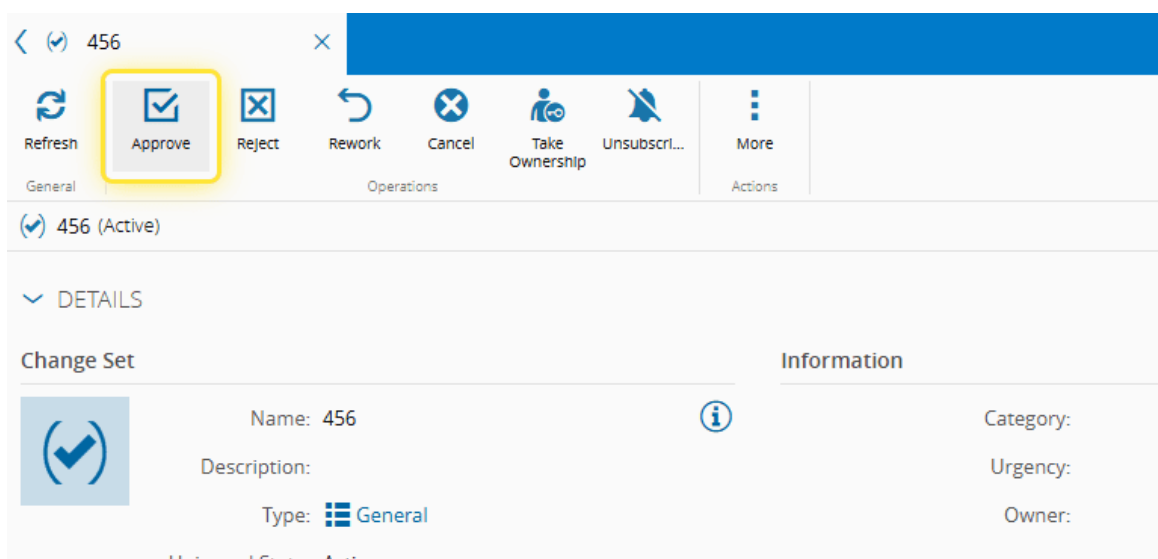 456
Refresh
Approve
Reject
Rework
Cancel
Take
Ownership
Unsubscri...
More
General
Operations
Actions
456 (Active)
DETAILS
Change Set
Information
Name: 456
Category:
Description:
Urgency:
Type: General
Owner: